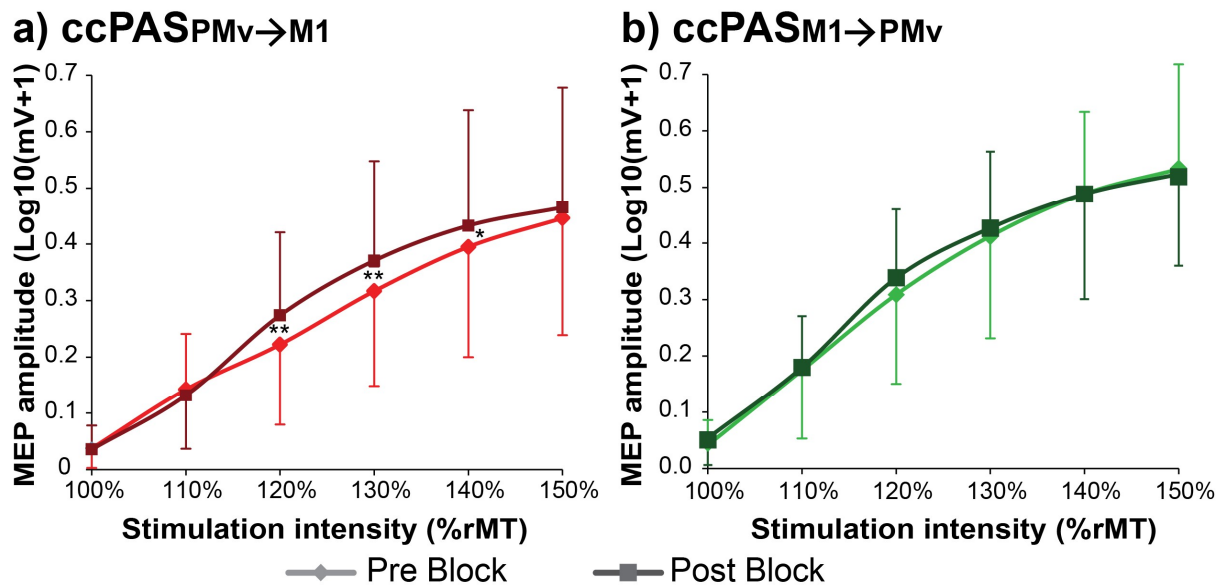 a) ccPASPMv→M1
MEP amplitude (Log10(mV+1)
0.7
0.6
0.5
0.4
0.3
0.2
0.1
0
**
**
*
100% 110% 120% 130% 140% 150%
Stimulation intensity (%rMT)
b) ccPASM1→PMv
MEP amplitude (Log10(mV+1)
0.7
0.6
0.5
0.4
0.3
0.2
0.1
0.0
100% 110% 120% 130% 140% 150%
Stimulation intensity (%rMT)
Pre Block Post Block